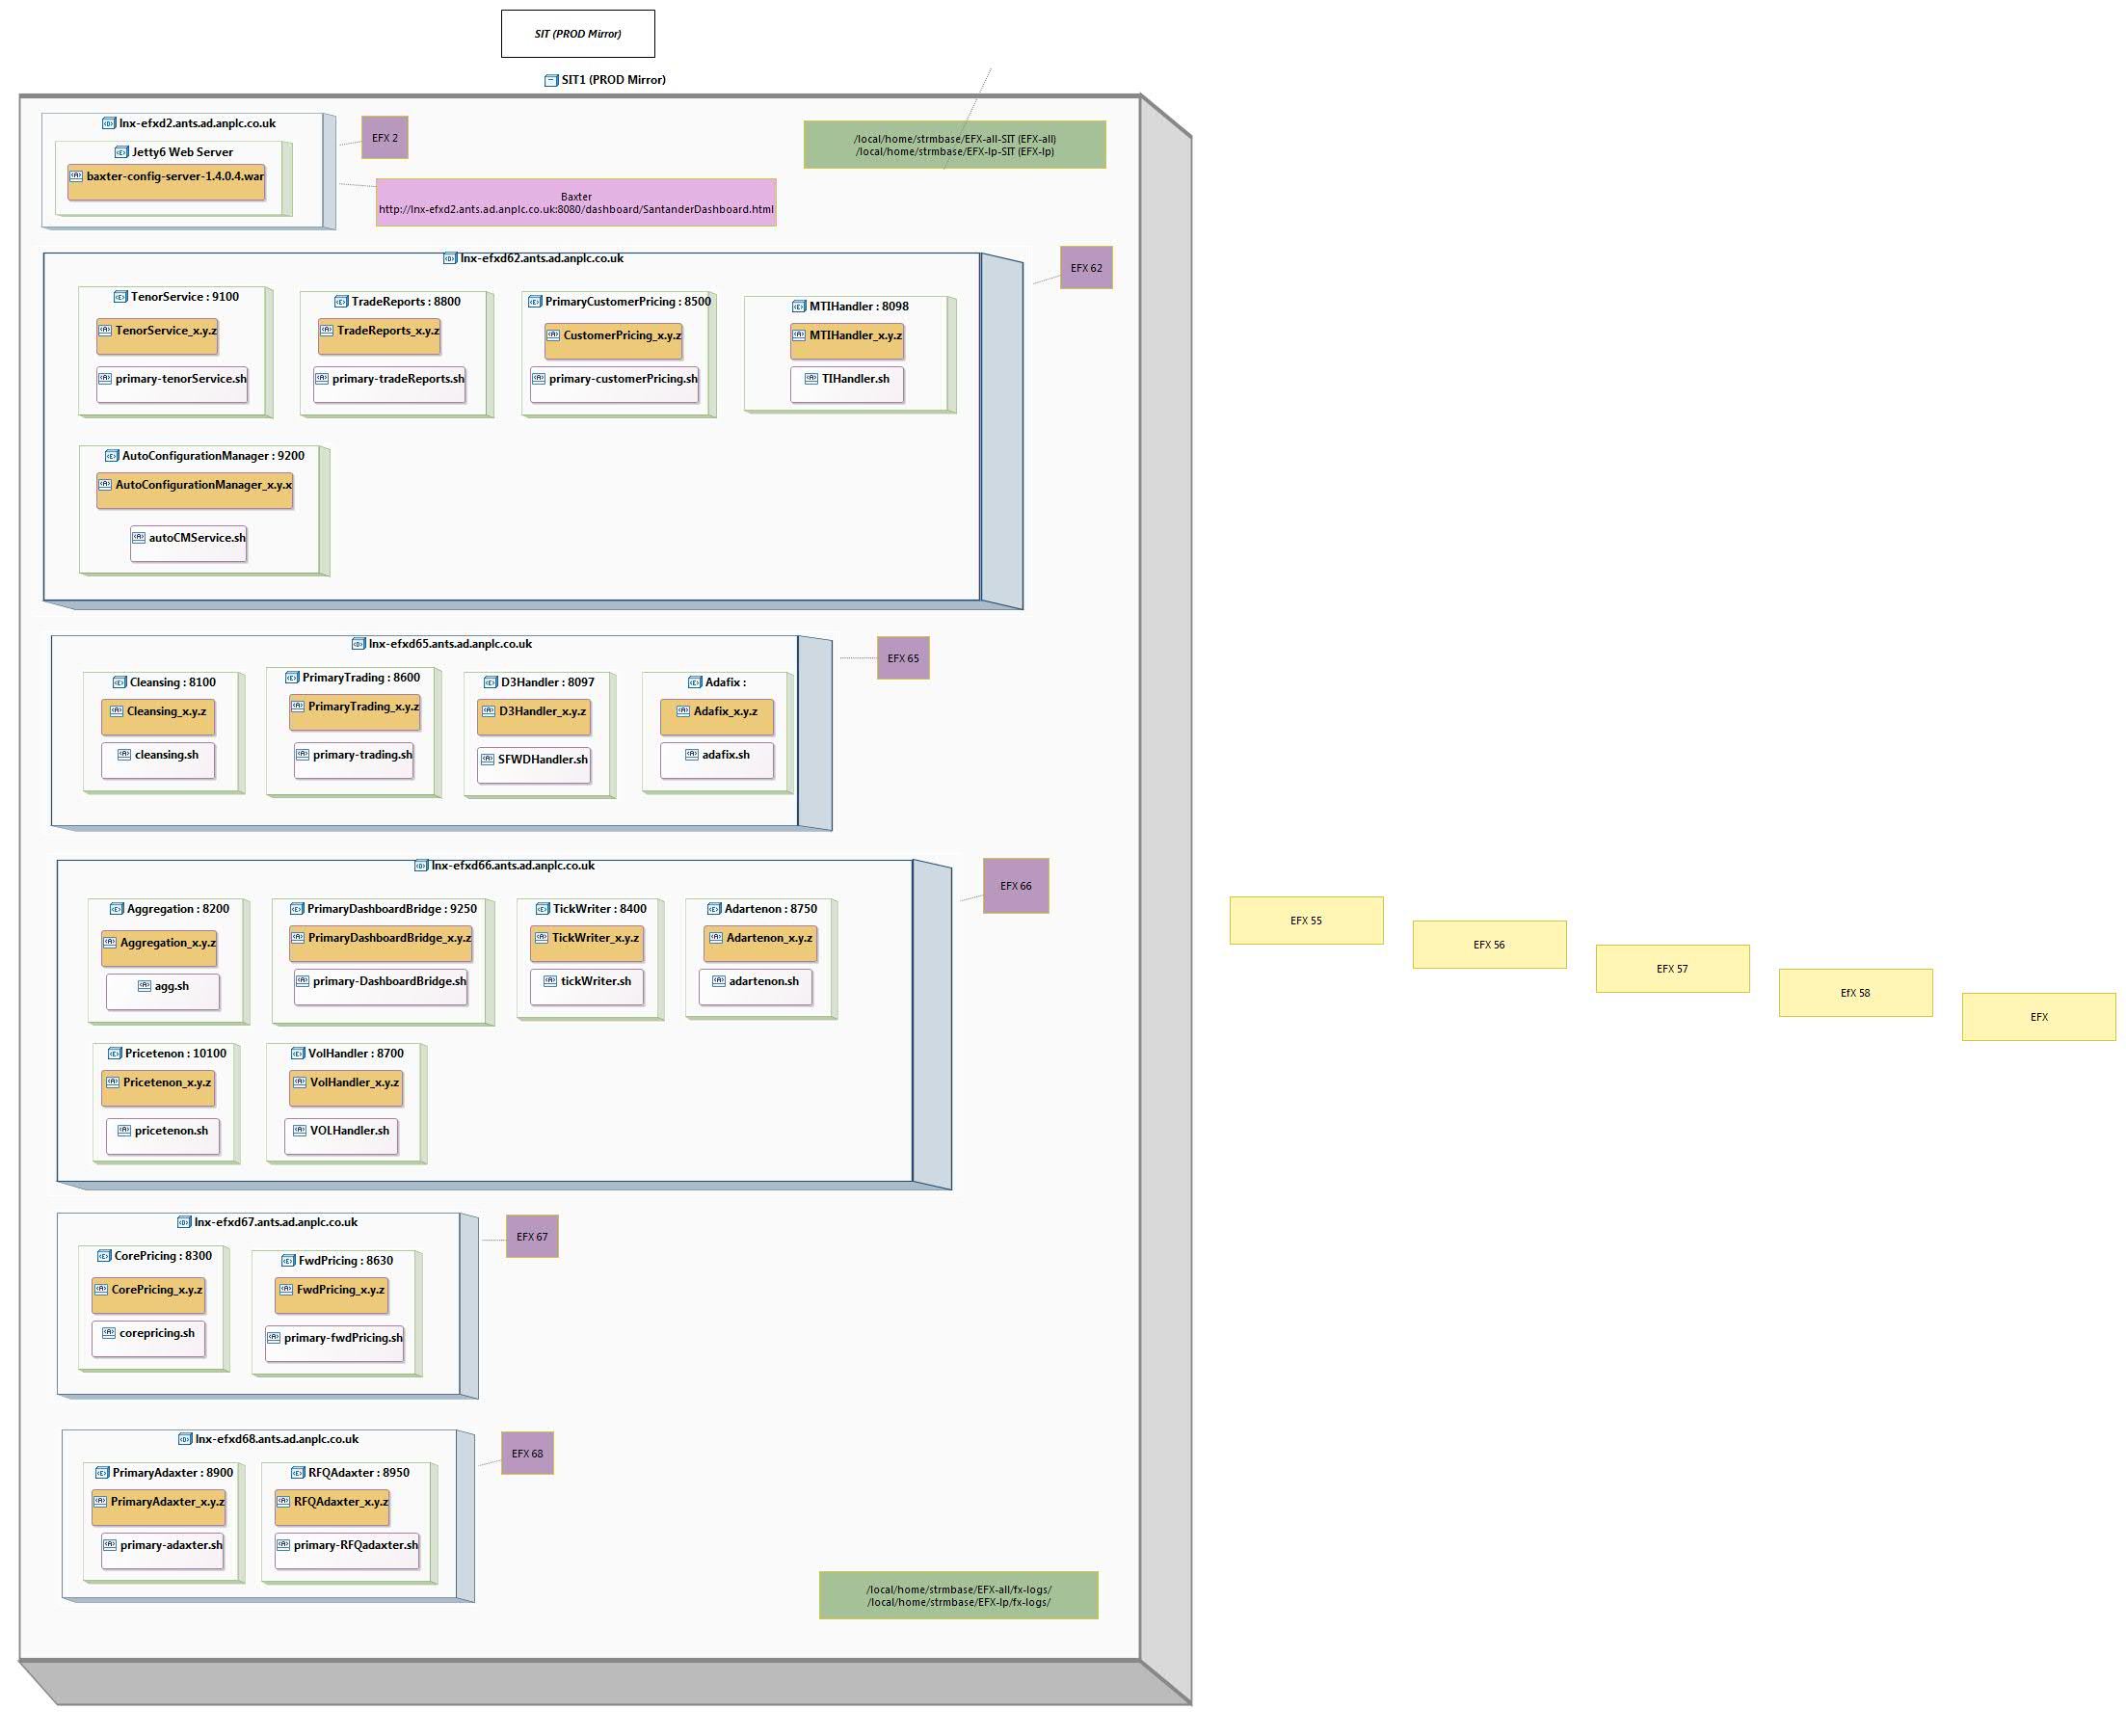 SIT (PROD Mirror)
SIT1 (PROD Mirror)
lnx-efxd2.ants.ad.anplc.co.uk
Jetty6 Web Server
baxter-config-server-1.4.0.4.war
EFX 2
/local/home/strmbase/EFX-all-SIT (EFX-all)
/local/home/strmbase/EFX-lp-SIT (EFX-lp)
Baxter
http://lnx-efxd2.ants.ad.anplc.co.uk:8080/dashboard/SantanderDashboard.html
lnx-efxd62.ants.ad.anplc.co.uk
EFX 62
TenorService : 9100
TenorService_x.y.z
primary-tenorService.sh
TradeReports : 8800
TradeReports_x.y.z
primary-tradeReports.sh
PrimaryCustomerPricing : 8500
CustomerPricing_x.y.z
primary-customerPricing.sh
MTIHandler : 8098
MTIHandler_x.y.z
TIHandler.sh
AutoConfigurationManager : 9200
AutoConfigurationManager_x.y.x
autoCMService.sh
lnx-efxd65.ants.ad.anplc.co.uk
EFX 65
Cleansing : 8100
Cleansing_x.y.z
cleansing.sh
PrimaryTrading : 8600
PrimaryTrading_x.y.z
primary-trading.sh
D3Handler : 8097
D3Handler_x.y.z
SFWDHandler.sh
Adafix :
Adafix_x.y.z
adafix.sh
lnx-efxd66.ants.ad.anplc.co.uk
EFX 66
Aggregation : 8200
Aggregation_x.y.z
agg.sh
PrimaryDashboardBridge : 9250
PrimaryDashboardBridge_x.y.z
primary-DashboardBridge.sh
TickWriter : 8400
TickWriter_x.y.z
tickWriter.sh
Adartenon : 8750
Adartenon_x.y.z
adartenon.sh
Pricetenon : 10100
Pricetenon_x.y.z
pricetenon.sh
VolHandler : 8700
VolHandler_x.y.z
VOLHandler.sh
EFX 55
EFX 56
EFX 57
EfX 58
EFX
lnx-efxd67.ants.ad.anplc.co.uk
EFX 67
CorePricing : 8300
CorePricing_x.y.z
corepricing.sh
FwdPricing : 8630
FwdPricing_x.y.z
primary-fwdPricing.sh
lnx-efxd68.ants.ad.anplc.co.uk
EFX 68
PrimaryAdaxter : 8900
PrimaryAdaxter_x.y.z
primary-adaxter.sh
RFQAdaxter : 8950
RFQAdaxter_x.y.z
primary-RFQadaxter.sh
/local/home/strmbase/EFX-all/fx-logs/
/local/home/strmbase/EFX-lp/fx-logs/